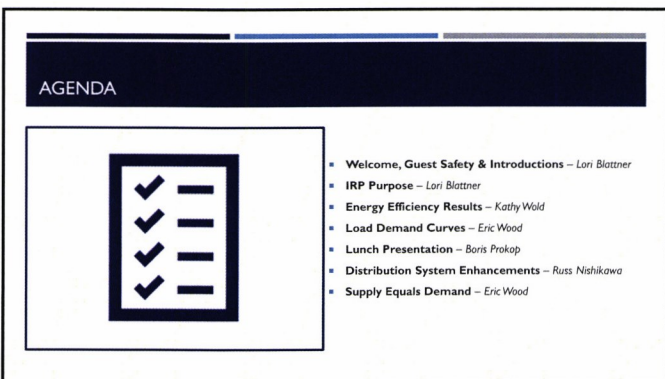 AGENDA
Welcome, Guest Safety & Introductions – Lori Blattner
IRP Purpose – Lori Blattner
Energy Efficiency Results – Kathy Wold
Load Demand Curves – Eric Wood
Lunch Presentation – Boris Prokop
Distribution System Enhancements – Russ Nishikawa
Supply Equals Demand – Eric Wood